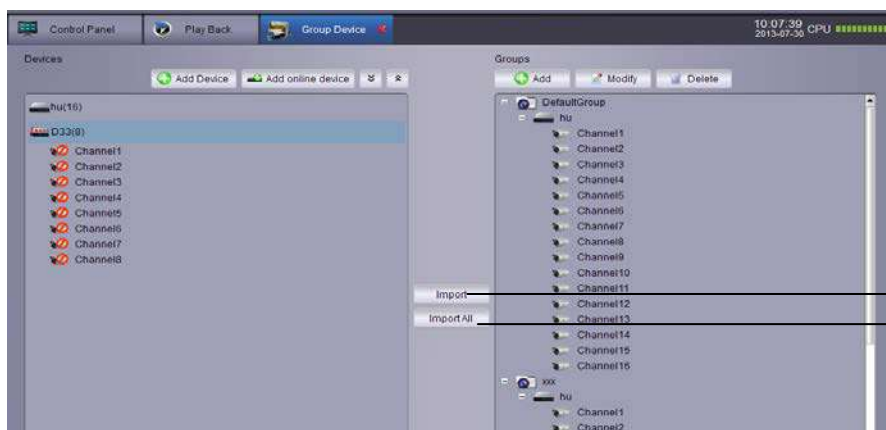 Control Panel
Play Back
Group Device
10:07:39
2013-07-30
CPU
Devices
Add Device
Add online device
hu(16)
D33(8)
Channel1
Channel2
Channel3
Channel4
Channel5
Channel6
Channel7
Channel8
Import
Import All
Groups
Add
Modify
Delete
DefaultGroup
hu
Channel1
Channel2
Channel3
Channel4
Channel5
Channel6
Channel7
Channel8
Channel9
Channel10
Channel11
Channel12
Channel13
Channel14
Channel15
Channel16
xxx
hu
Channel1
Channel2